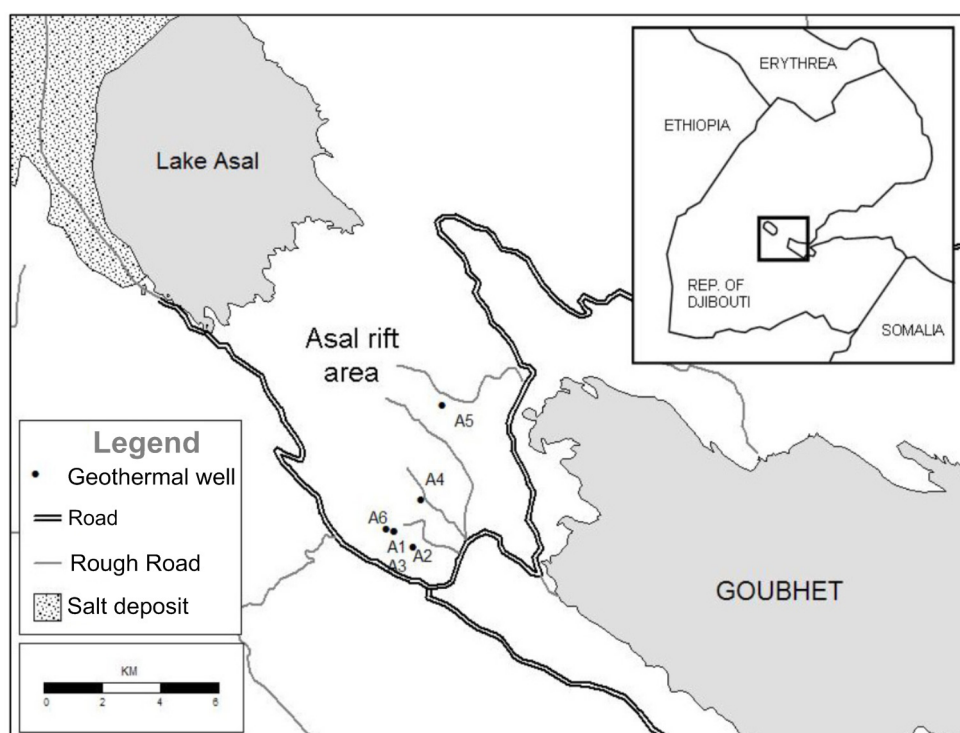 Lake Asal
Asal rift
area
A5
A4
A6
A1
A2
A3
GOUBHET
ERYTHREA
ETHIOPIA
REP. OF
DJIBOUTI
SOMALIA
Legend
Geothermal well
Road
Rough Road
Salt deposit
KM
0 2 4 6